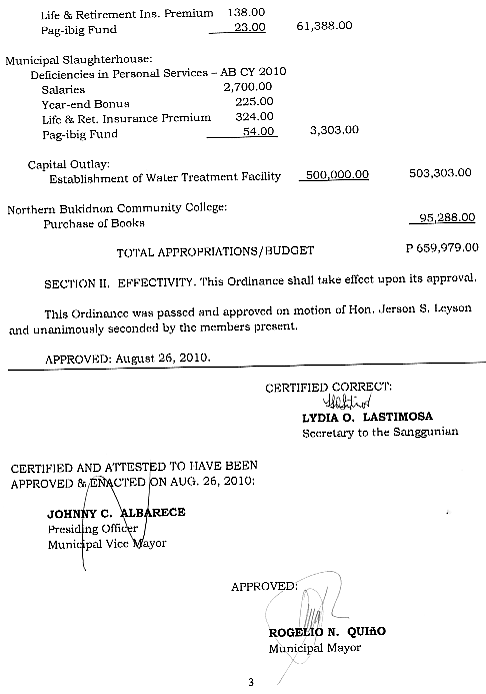 Life & Retirement Ins. Premium 138.00
Pag-ibig Fund 23.00 61,388.00
Municipal Slaughterhouse:
Deficiencies in Personal Services – AB CY 2010
Salaries 2,700.00
Year-end Bonus 225.00
Life & Ret. Insurance Premium 324.00
Pag-ibig Fund 54.00 3,303.00
Capital Outlay:
Establishment of Water Treatment Facility 500,000.00 503,303.00
Northern Bukidnon Community College:
Purchase of Books 95,288.00
TOTAL APPROPRIATIONS/BUDGET P 659,979.00
SECTION II. EFFECTIVITY. This Ordinance shall take effect upon its approval.
This Ordinance was passed and approved on motion of Hon. Jerson S. Leyson
and unanimously seconded by the members present.
APPROVED: August 26, 2010.
CERTIFIED CORRECT:
LYDIA O. LASTIMOSA
Secretary to the Sanggunian
CERTIFIED AND ATTESTED TO HAVE BEEN
APPROVED & ENACTED ON AUG. 26, 2010:
JOHNNY C. ALBARECE
Presiding Officer
Municipal Vice Mayor
APPROVED:
ROGELIO N. QUIñO
Municipal Mayor
3